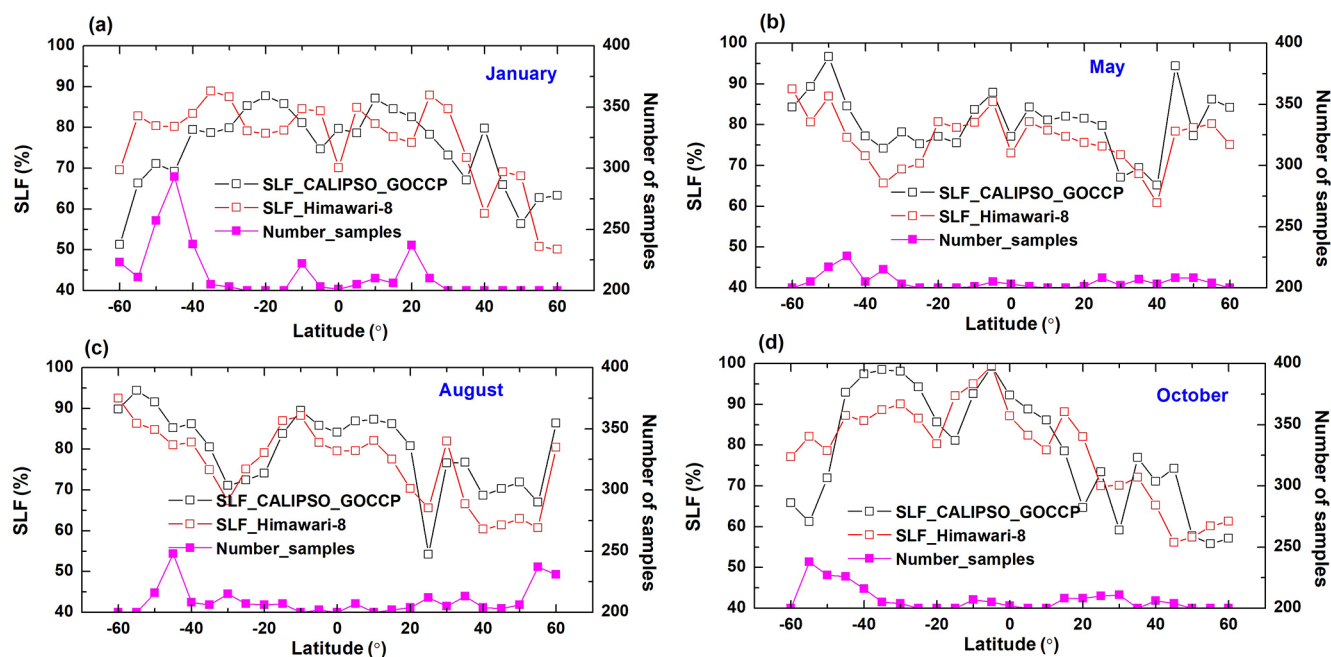 (a)
January
SLF (%)
Number of samples
100
90
80
70
60
50
40
400
350
300
250
200
SLF_CALIPSO_GOCCP
SLF_Himawari-8
Number_samples
-60 -40 -20 0 20 40 60
Latitude (°)
(b)
May
SLF (%)
Number of samples
100
90
80
70
60
50
40
400
350
300
250
200
SLF_CALIPSO_GOCCP
SLF_Himawari-8
Number_samples
-60 -40 -20 0 20 40 60
Latitude (°)
(c)
August
SLF (%)
Number of samples
100
90
80
70
60
50
40
400
350
300
250
200
SLF_CALIPSO_GOCCP
SLF_Himawari-8
Number_samples
-60 -40 -20 0 20 40 60
Latitude (°)
(d)
October
SLF (%)
Number of samples
100
90
80
70
60
50
40
400
350
300
250
200
SLF_CALIPSO_GOCCP
SLF_Himawari-8
Number_samples
-60 -40 -20 0 20 40 60
Latitude (°)